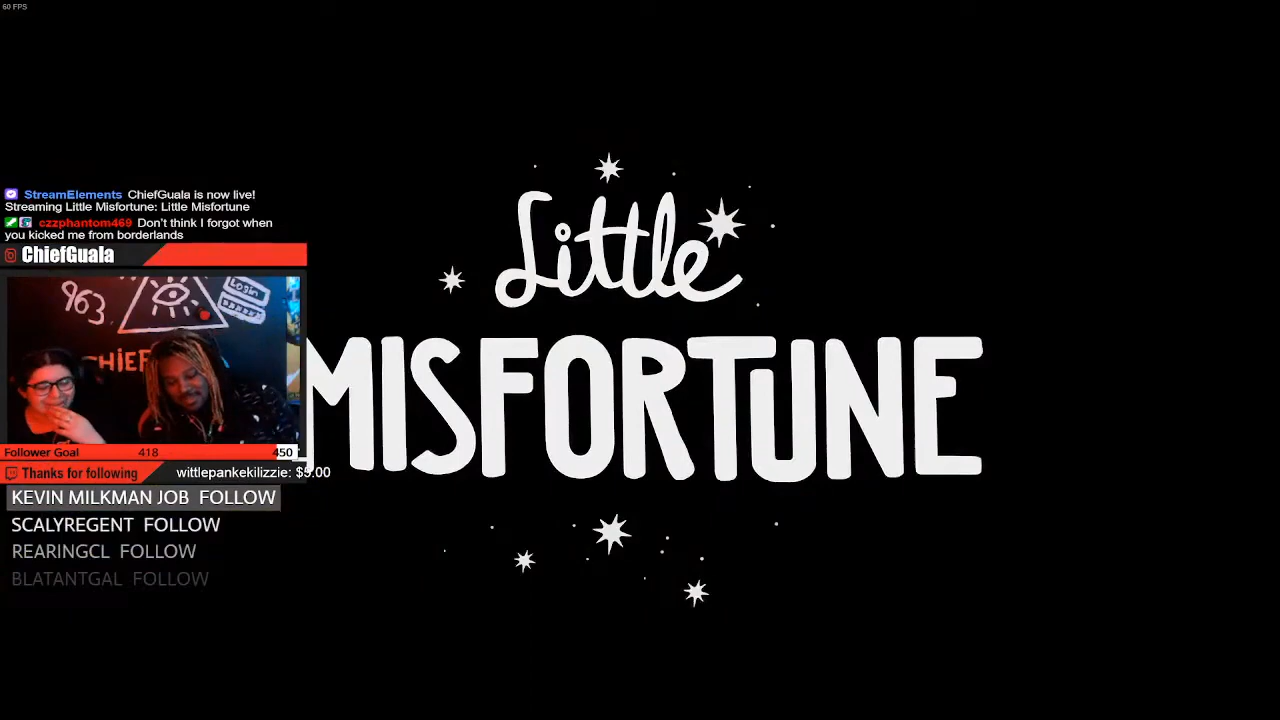 60 FPS
Little
MISFORTUNE
StreamElements ChiefGuala is now live!
Streaming Little Misfortune: Little Misfortune
czzphantom469 Don't think I forgot when
you kicked me from borderlands
ChiefGuala
963
Login
CHIEF
Follower Goal 418 450
Thanks for following wittlepankekilizzie: $5.00
KEVIN MILKMAN JOB FOLLOW
SCALYREGENT FOLLOW
REARINGCL FOLLOW
BLATANTGAL FOLLOW